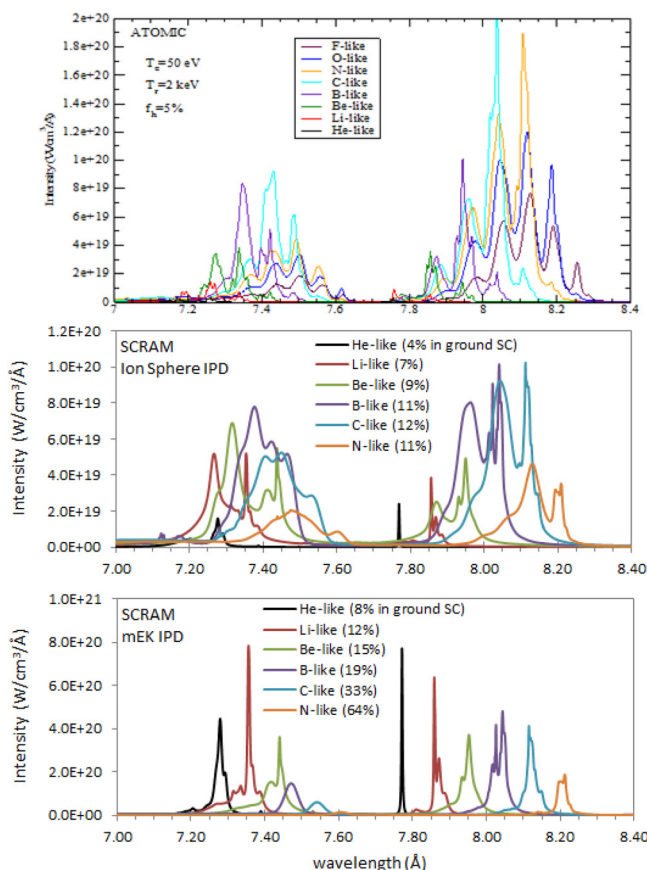 ATOMIC
T_e=50 eV
T_r=2 keV
f_h=5%
F-like
O-like
N-like
C-like
B-like
Be-like
Li-like
He-like
Intensity (W/cm³/A)
2e+20
1.8e+20
1.6e+20
1.4e+20
1.2e+20
1e+20
8e+19
6e+19
4e+19
2e+19
0
7 7.2 7.4 7.6 7.8 8 8.2 8.4
SCRAM
Ion Sphere IPD
He-like (4% in ground SC)
Li-like (7%)
Be-like (9%)
B-like (11%)
C-like (12%)
N-like (11%)
Intensity (W/cm³/Å)
1.2E+20
1.0E+20
8.0E+19
6.0E+19
4.0E+19
2.0E+19
0.0E+00
7.00 7.20 7.40 7.60 7.80 8.00 8.20 8.40
SCRAM
mEK IPD
He-like (8% in ground SC)
Li-like (12%)
Be-like (15%)
B-like (19%)
C-like (33%)
N-like (64%)
Intensity (W/cm³/Å)
1.0E+21
8.0E+20
6.0E+20
4.0E+20
2.0E+20
0.0E+00
7.00 7.20 7.40 7.60 7.80 8.00 8.20 8.40
wavelength (Å)